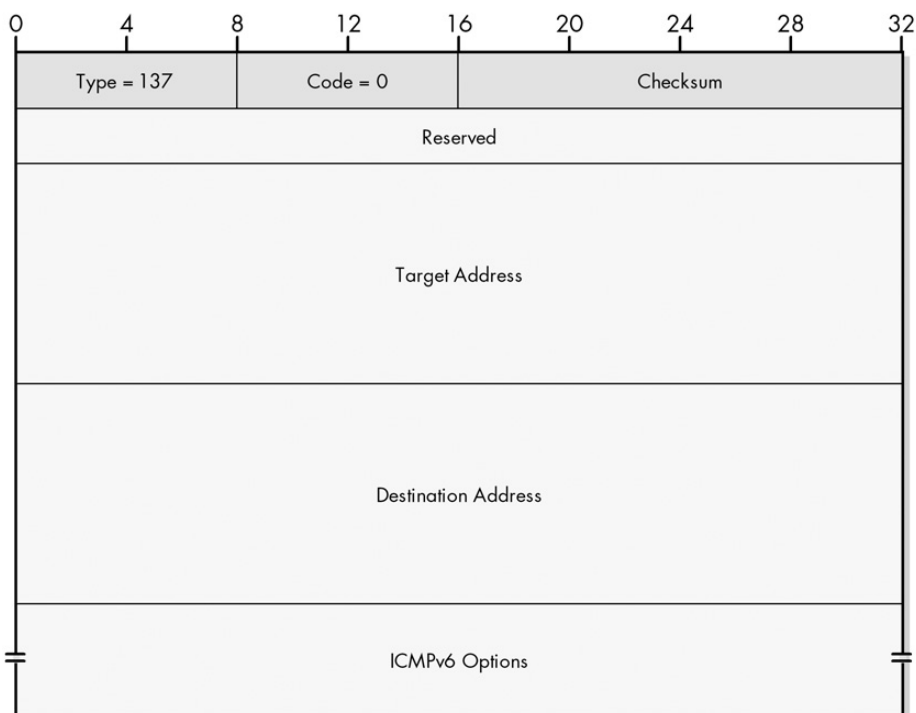 0 4 8 12 16 20 24 28 32
Type = 137 Code = 0 Checksum
Reserved
Target Address
Destination Address
ICMPv6 Options